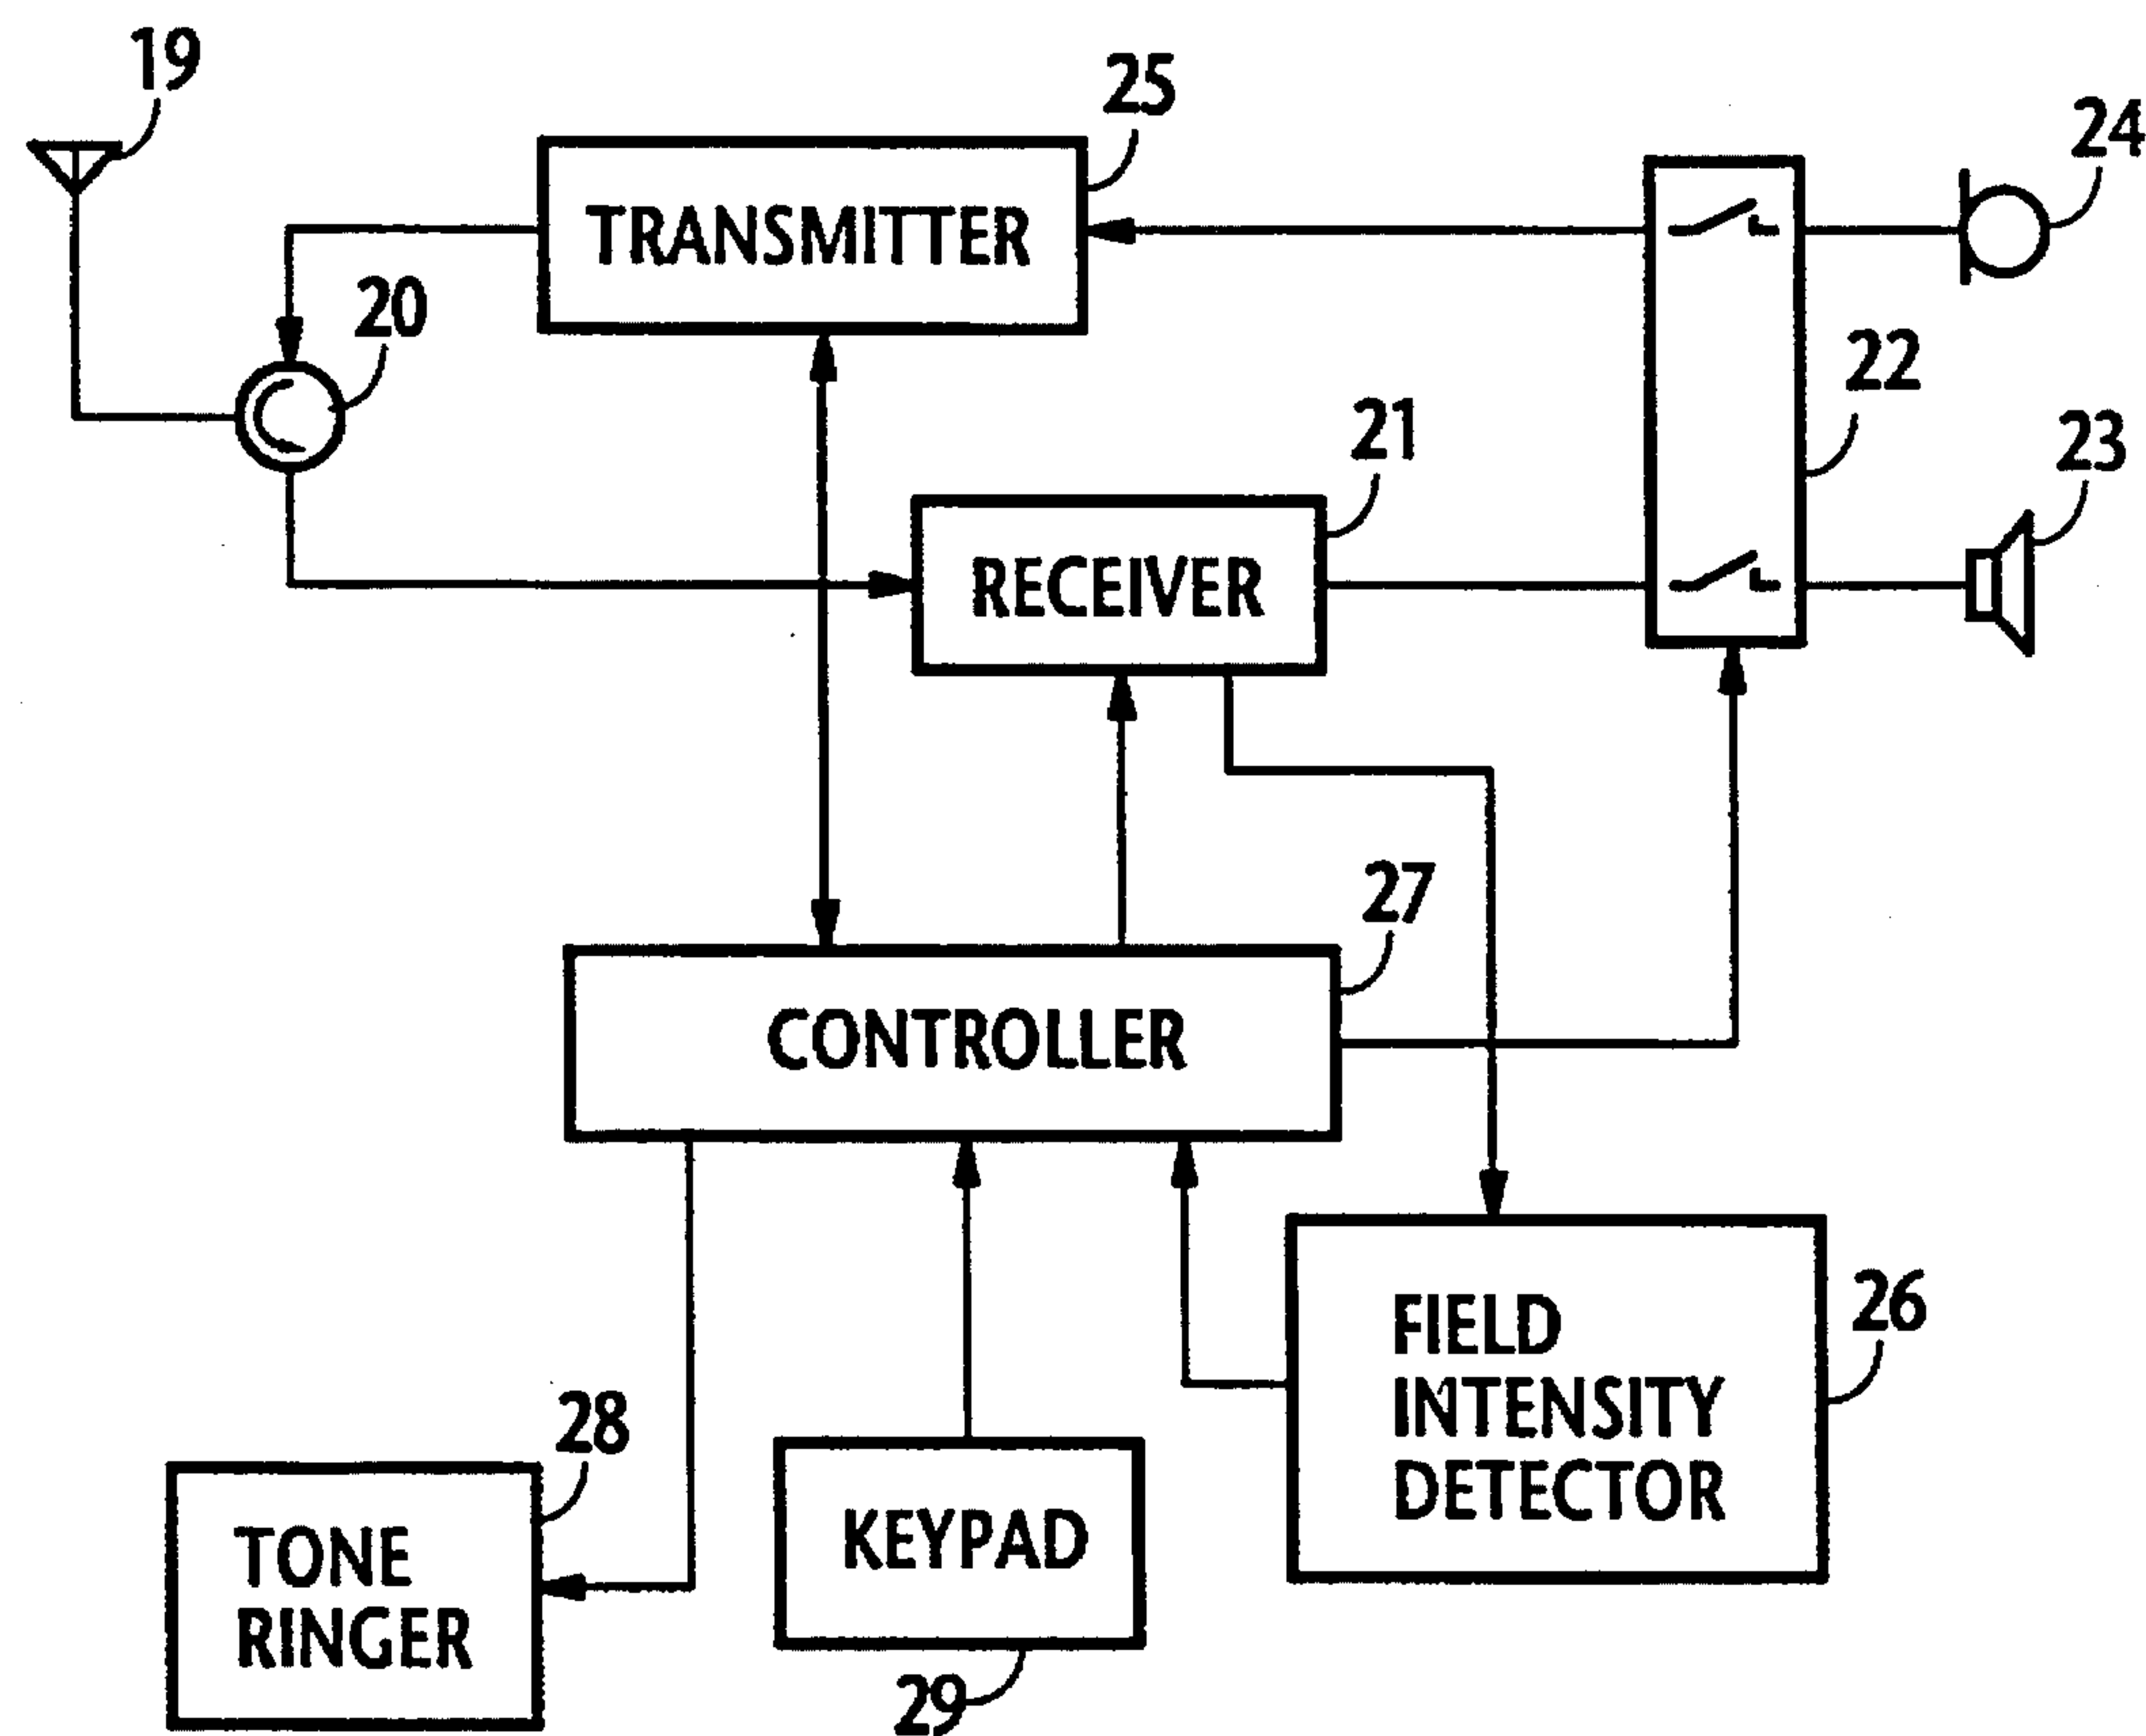 19
25
24
TRANSMITTER
20
22
21
23
RECEIVER
27
CONTROLLER
26
FIELD
INTENSITY
DETECTOR
28
KEYPAD
TONE
RINGER
29